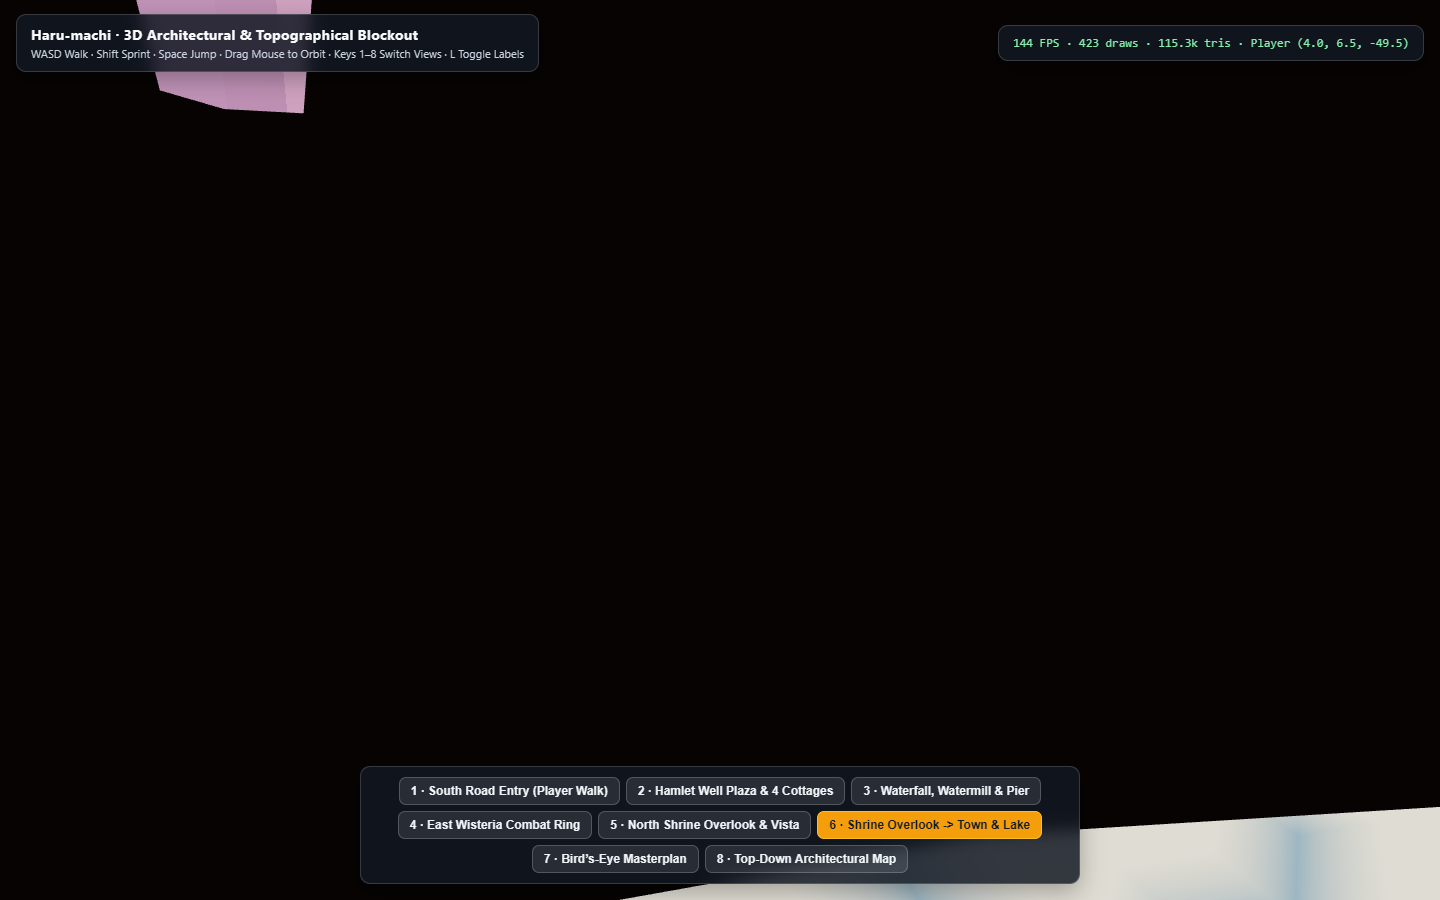 Haru-machi · 3D Architectural & Topographical Blockout
WASD Walk · Shift Sprint · Space Jump · Drag Mouse to Orbit · Keys 1–8 Switch Views · L Toggle Labels
144 FPS · 423 draws · 115.3k tris · Player (4.0, 6.5, -49.5)
1 · South Road Entry (Player Walk)
2 · Hamlet Well Plaza & 4 Cottages
3 · Waterfall, Watermill & Pier
4 · East Wisteria Combat Ring
5 · North Shrine Overlook & Vista
6 · Shrine Overlook -> Town & Lake
7 · Bird’s-Eye Masterplan
8 · Top-Down Architectural Map